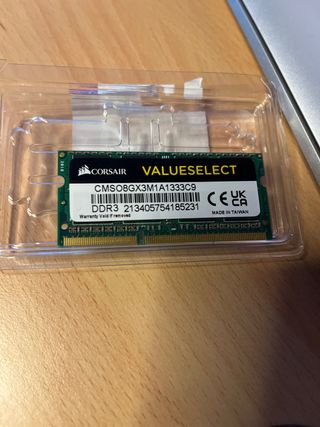 CORSAIR
VALUESELECT
CMSO8GX3M1A1333C9
DDR3 213405754185231
Warranty Void if removed
CE UK CA
MADE IN TAIWAN